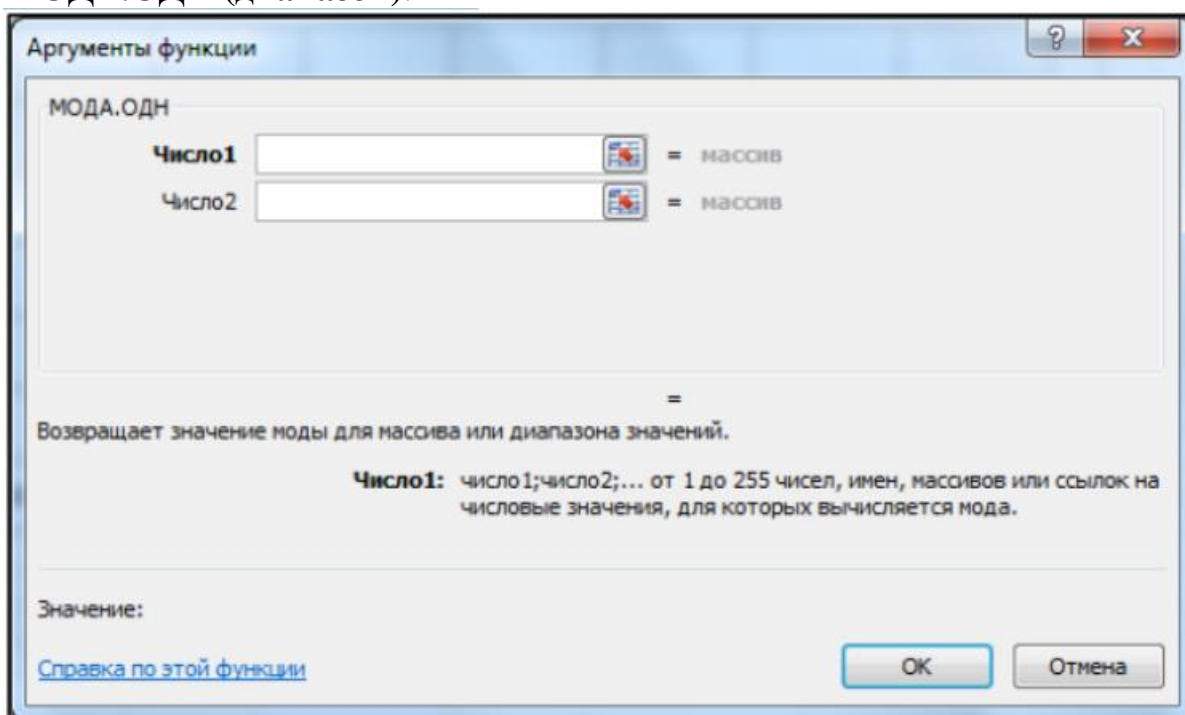 Аргументы функции
МОДА.ОДН
Число1 = массив
Число2 = массив
=
Возвращает значение моды для массива или диапазона значений.
Число1: число1;число2;... от 1 до 255 чисел, имен, массивов или ссылок на
числовые значения, для которых вычисляется мода.
Значение:
Справка по этой функции
ОК Отмена